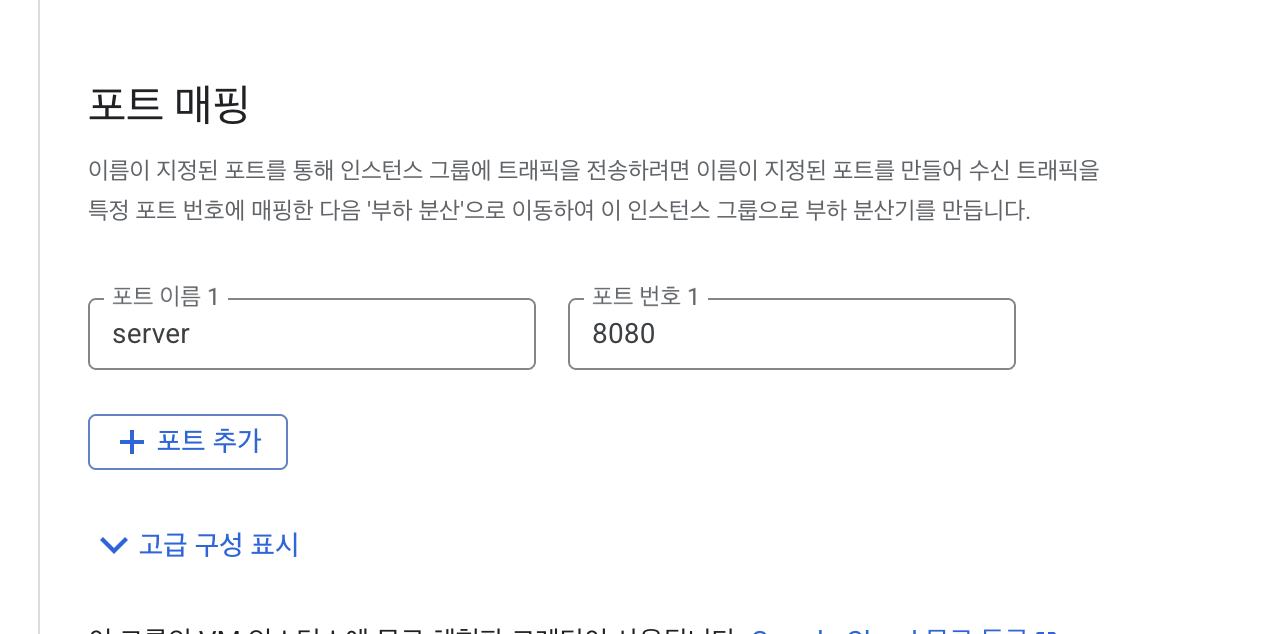 포트 매핑
이름이 지정된 포트를 통해 인스턴스 그룹에 트래픽을 전송하려면 이름이 지정된 포트를 만들어 수신 트래픽을
특정 포트 번호에 매핑한 다음 '부하 분산'으로 이동하여 이 인스턴스 그룹으로 부하 분산기를 만듭니다.
포트 이름 1
server
포트 번호 1
8080
포트 추가
고급 구성 표시